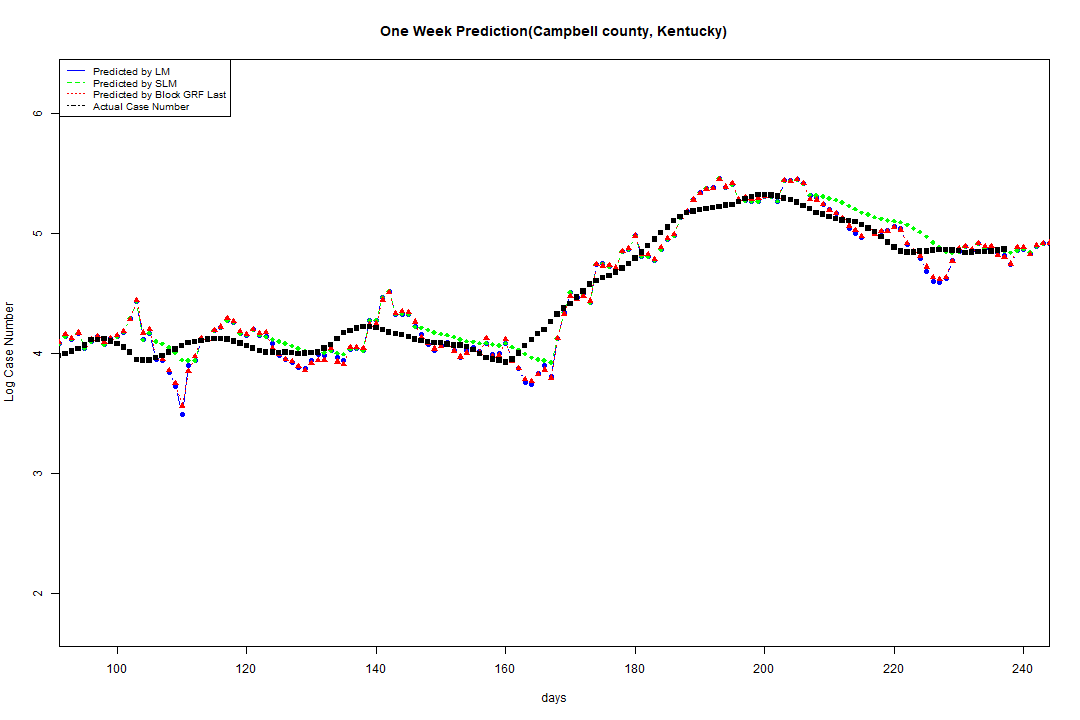 One Week Prediction(Campbell county, Kentucky)
Predicted by LM
Predicted by SLM
Predicted by Block GRF Last
Actual Case Number
6
5
4
3
2
Log Case Number
100 120 140 160 180 200 220 240
days